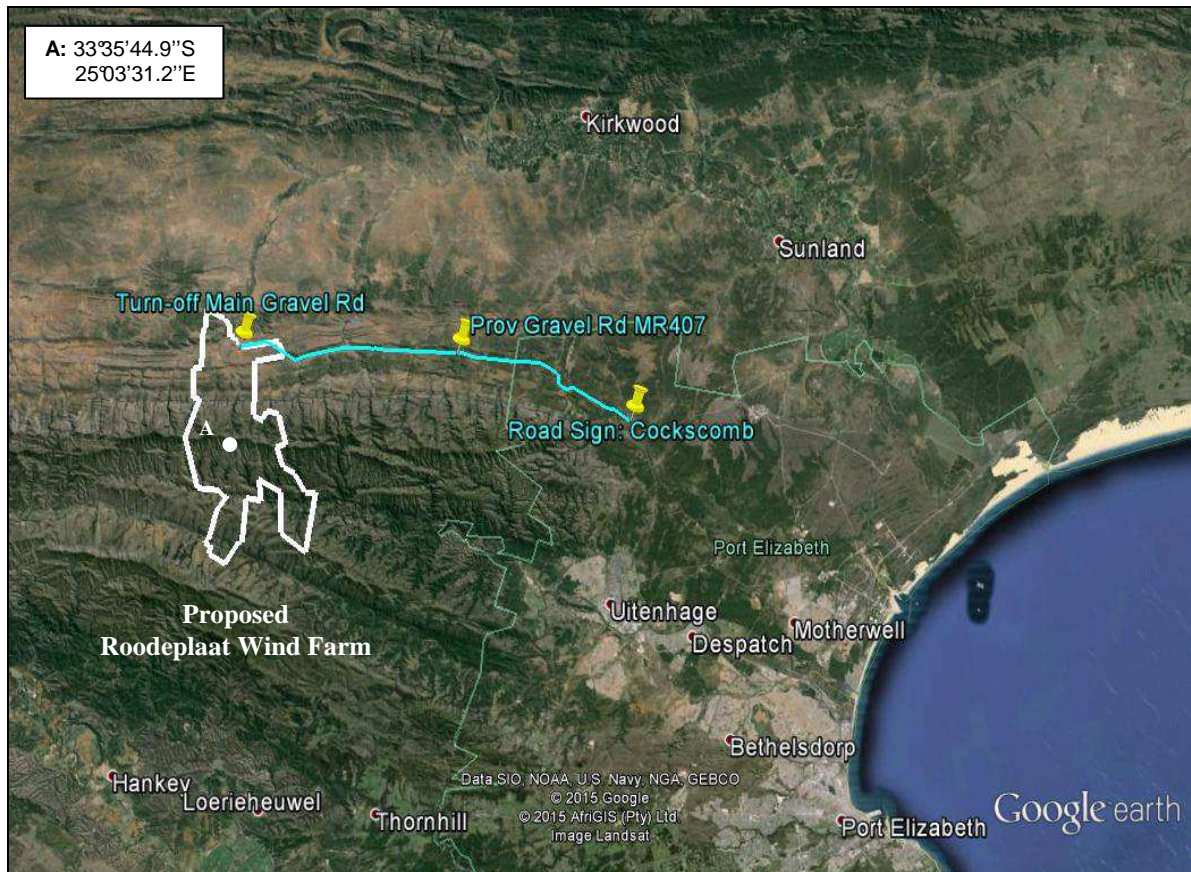 A: 33°35'44.9''S
25°03'31.2''E
Kirkwood
Sunland
Turn-off Main Gravel Rd
Prov Gravel Rd MR407
Road Sign: Cockscomb
A
Port Elizabeth
Proposed
Roodeplaat Wind Farm
Uitenhage
Motherwell
Despatch
Bethelsdorp
Hankey
Loerieheuwel
Thornhill
Data SIO, NOAA, U.S. Navy, NGA, GEBCO
© 2015 Google
© 2015 AfriGIS (Pty) Ltd.
Image Landsat
Port Elizabeth
Google earth